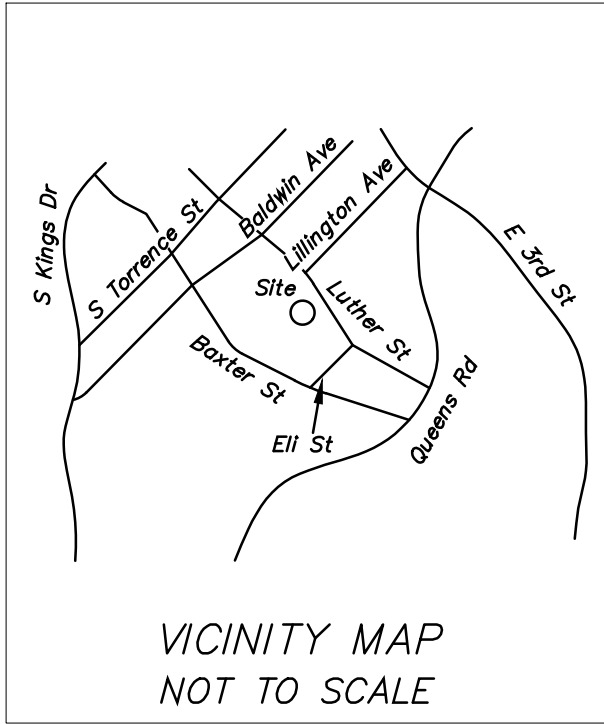 S Kings Dr
S Torrence St
Baldwin Ave
Lillington Ave
E 3rd St
Site
Luther St
Baxter St
Queens Rd
Eli St
VICINITY MAP
NOT TO SCALE